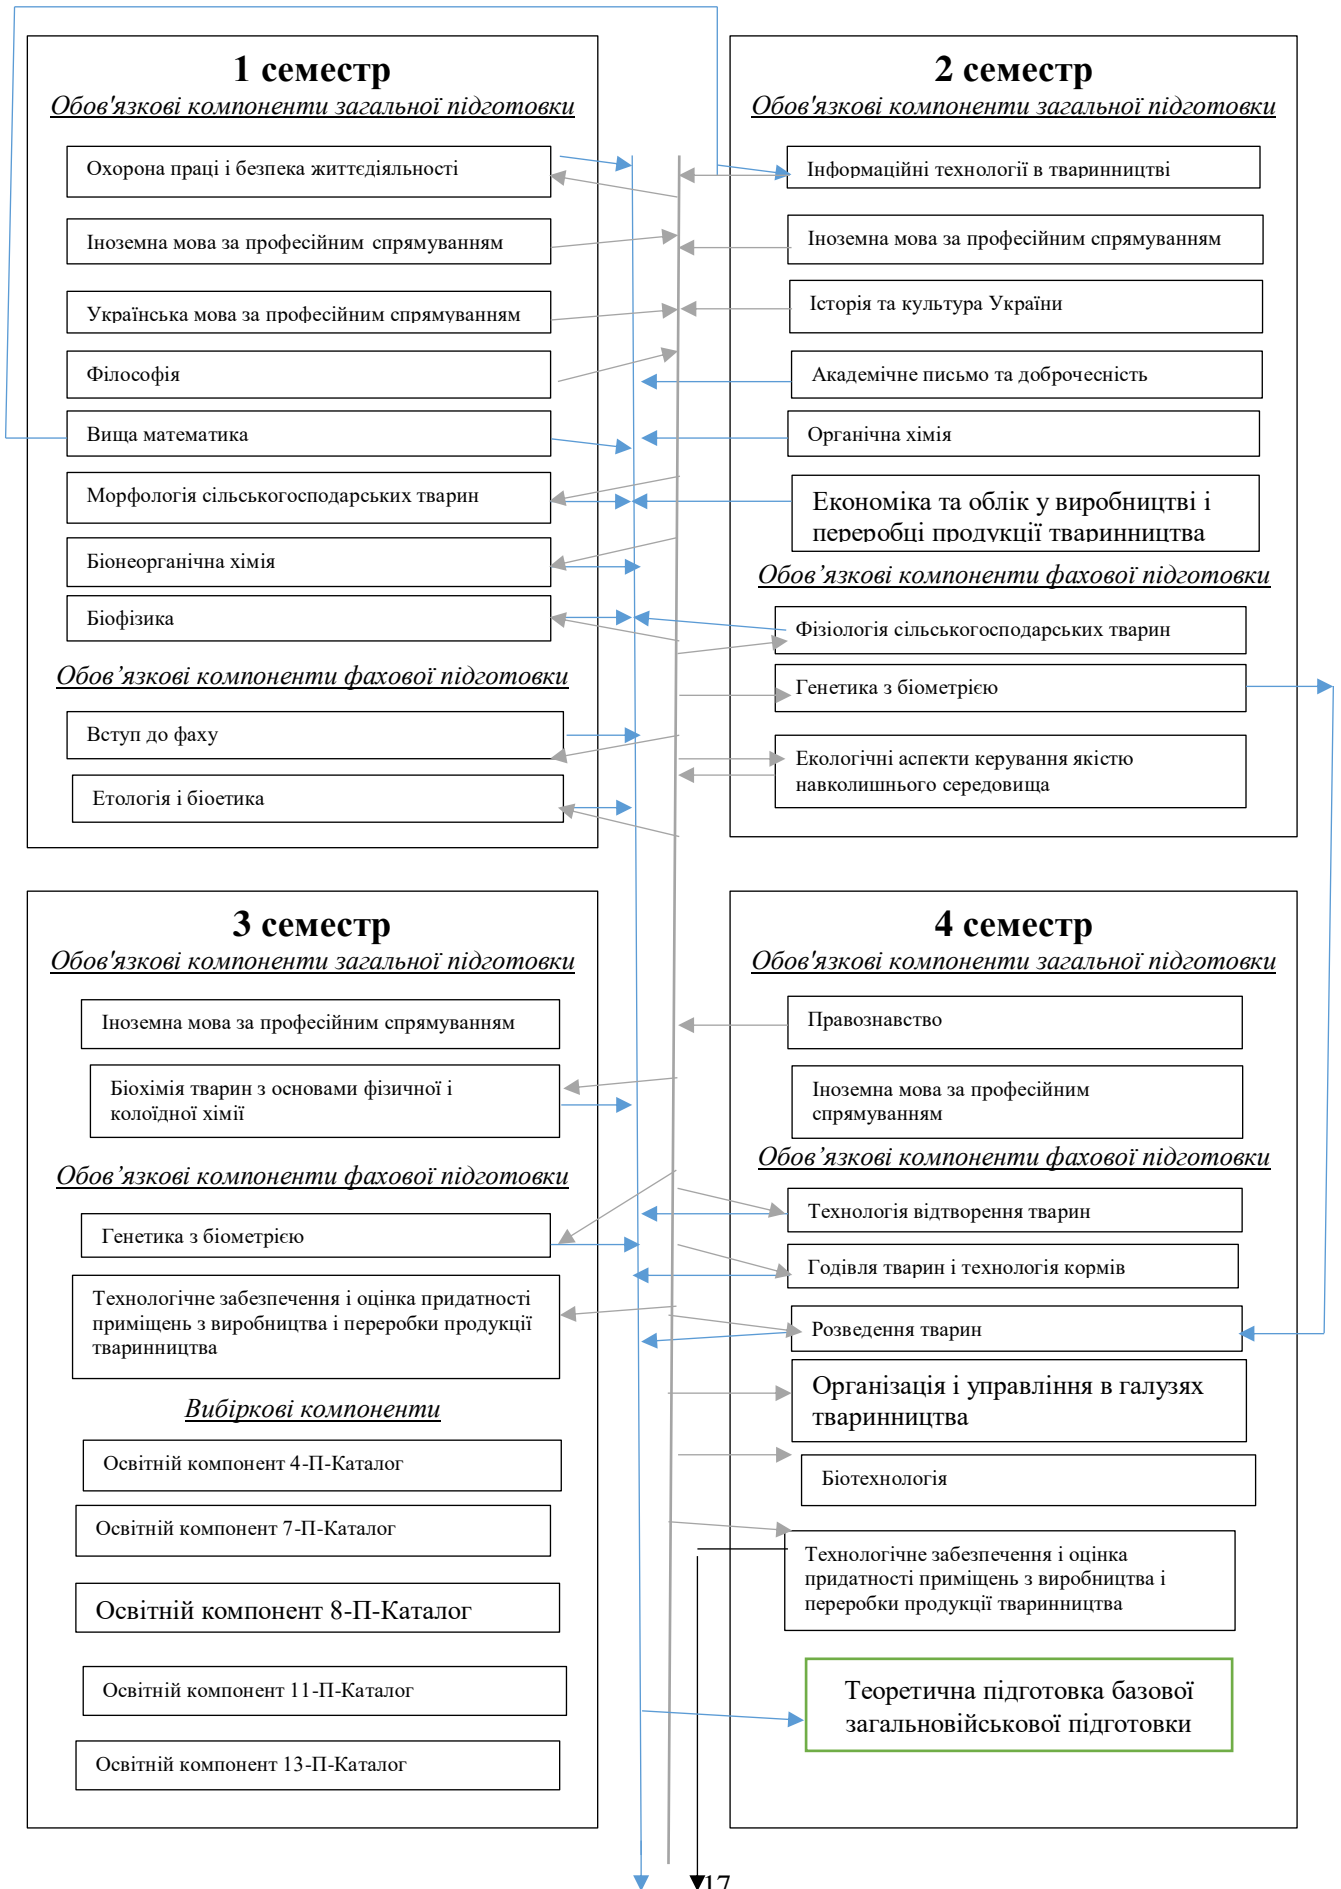 1 семестр
Обов'язкові компоненти загальної підготовки
Охорона праці і безпека життєдіяльності
Іноземна мова за професійним спрямуванням
Українська мова за професійним спрямуванням
Філософія
Вища математика
Морфологія сільськогосподарських тварин
Біонеорганічна хімія
Біофізика
Обов’язкові компоненти фахової підготовки
Вступ до фаху
Етологія і біоетика
2 семестр
Обов'язкові компоненти загальної підготовки
Інформаційні технології в тваринництві
Іноземна мова за професійним спрямуванням
Історія та культура України
Академічне письмо та доброчесність
Органічна хімія
Економіка та облік у виробництві і
переробці продукції тваринництва
Обов’язкові компоненти фахової підготовки
Фізіологія сільськогосподарських тварин
Генетика з біометрією
Екологічні аспекти керування якістю
навколишнього середовища
3 семестр
Обов'язкові компоненти загальної підготовки
Іноземна мова за професійним спрямуванням
Біохімія тварин з основами фізичної і
колоїдної хімії
Обов’язкові компоненти фахової підготовки
Генетика з біометрією
Технологічне забезпечення і оцінка придатності
приміщень з виробництва і переробки продукції
тваринництва
Вибіркові компоненти
Освітній компонент 4-П-Каталог
Освітній компонент 7-П-Каталог
Освітній компонент 8-П-Каталог
Освітній компонент 11-П-Каталог
Освітній компонент 13-П-Каталог
4 семестр
Обов'язкові компоненти загальної підготовки
Правознавство
Іноземна мова за професійним
спрямуванням
Обов’язкові компоненти фахової підготовки
Технологія відтворення тварин
Годівля тварин і технологія кормів
Розведення тварин
Організація і управління в галузях
тваринництва
Біотехнологія
Технологічне забезпечення і оцінка
придатності приміщень з виробництва і
переробки продукції тваринництва
Теоретична підготовка базової
загальновійськової підготовки
17